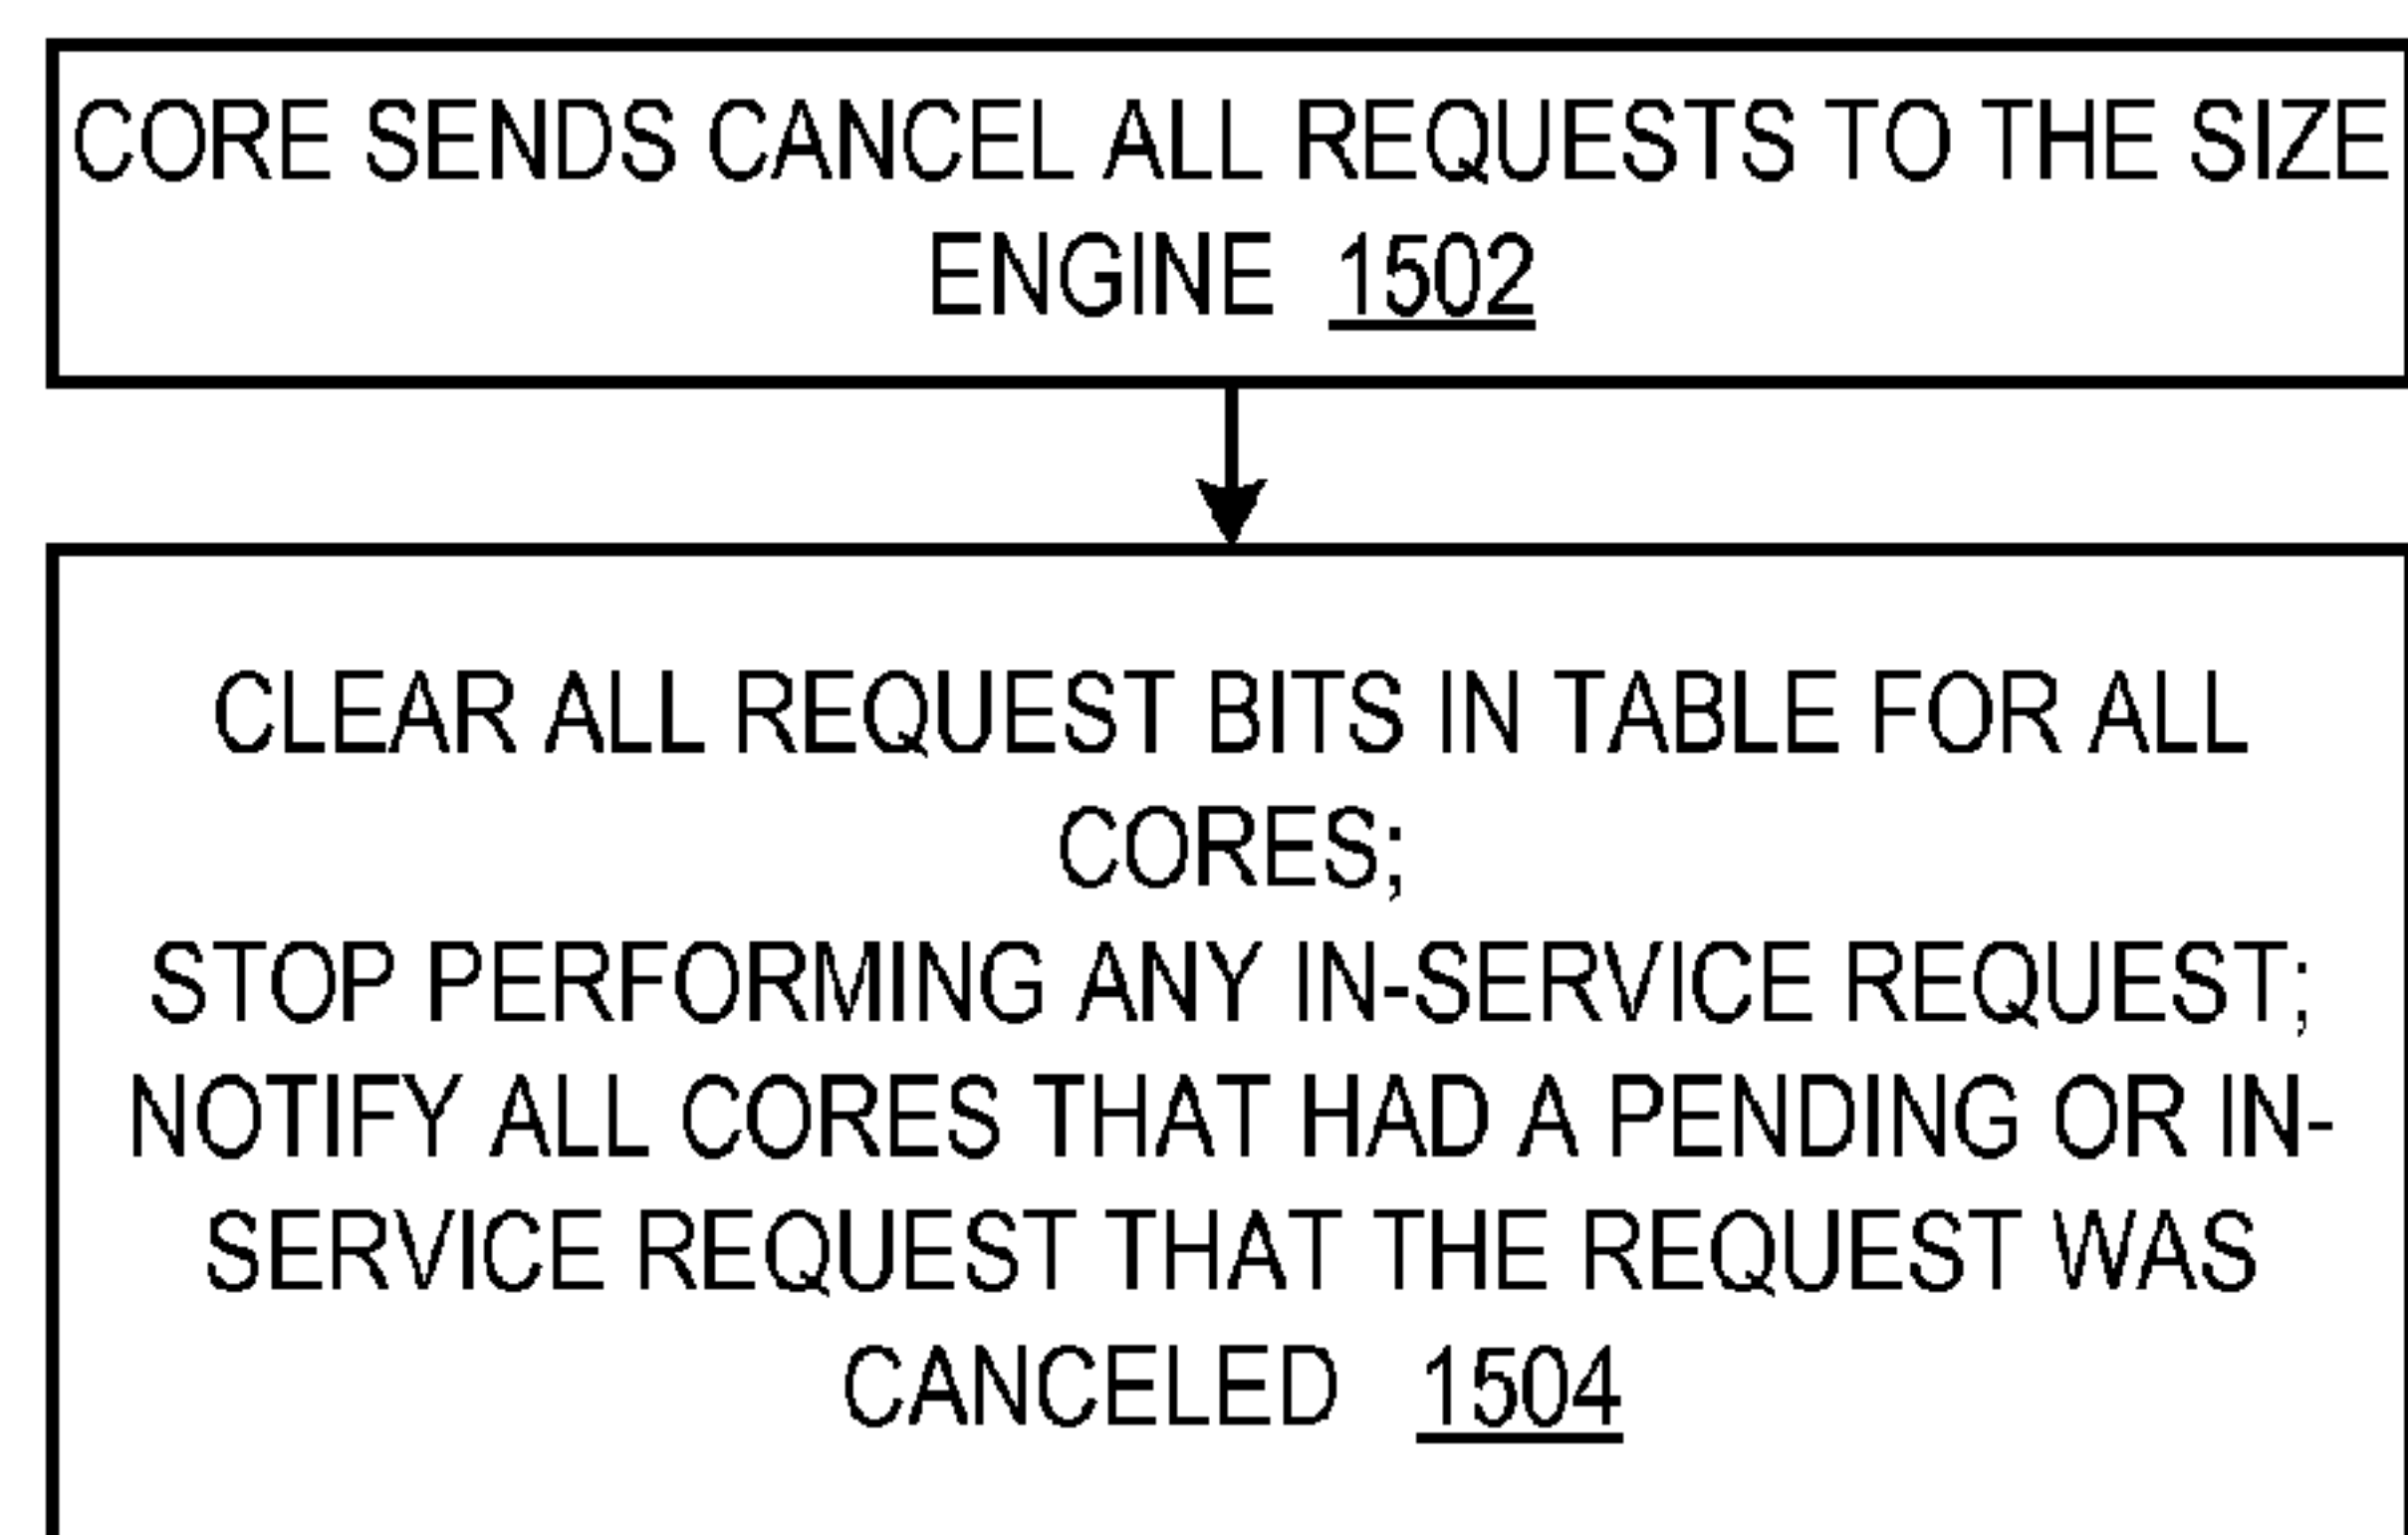 CORE SENDS CANCEL ALL REQUESTS TO THE SIZE
ENGINE 1502
CLEAR ALL REQUEST BITS IN TABLE FOR ALL
CORES;
STOP PERFORMING ANY IN-SERVICE REQUEST;
NOTIFY ALL CORES THAT HAD A PENDING OR IN-
SERVICE REQUEST THAT THE REQUEST WAS
CANCELED 1504